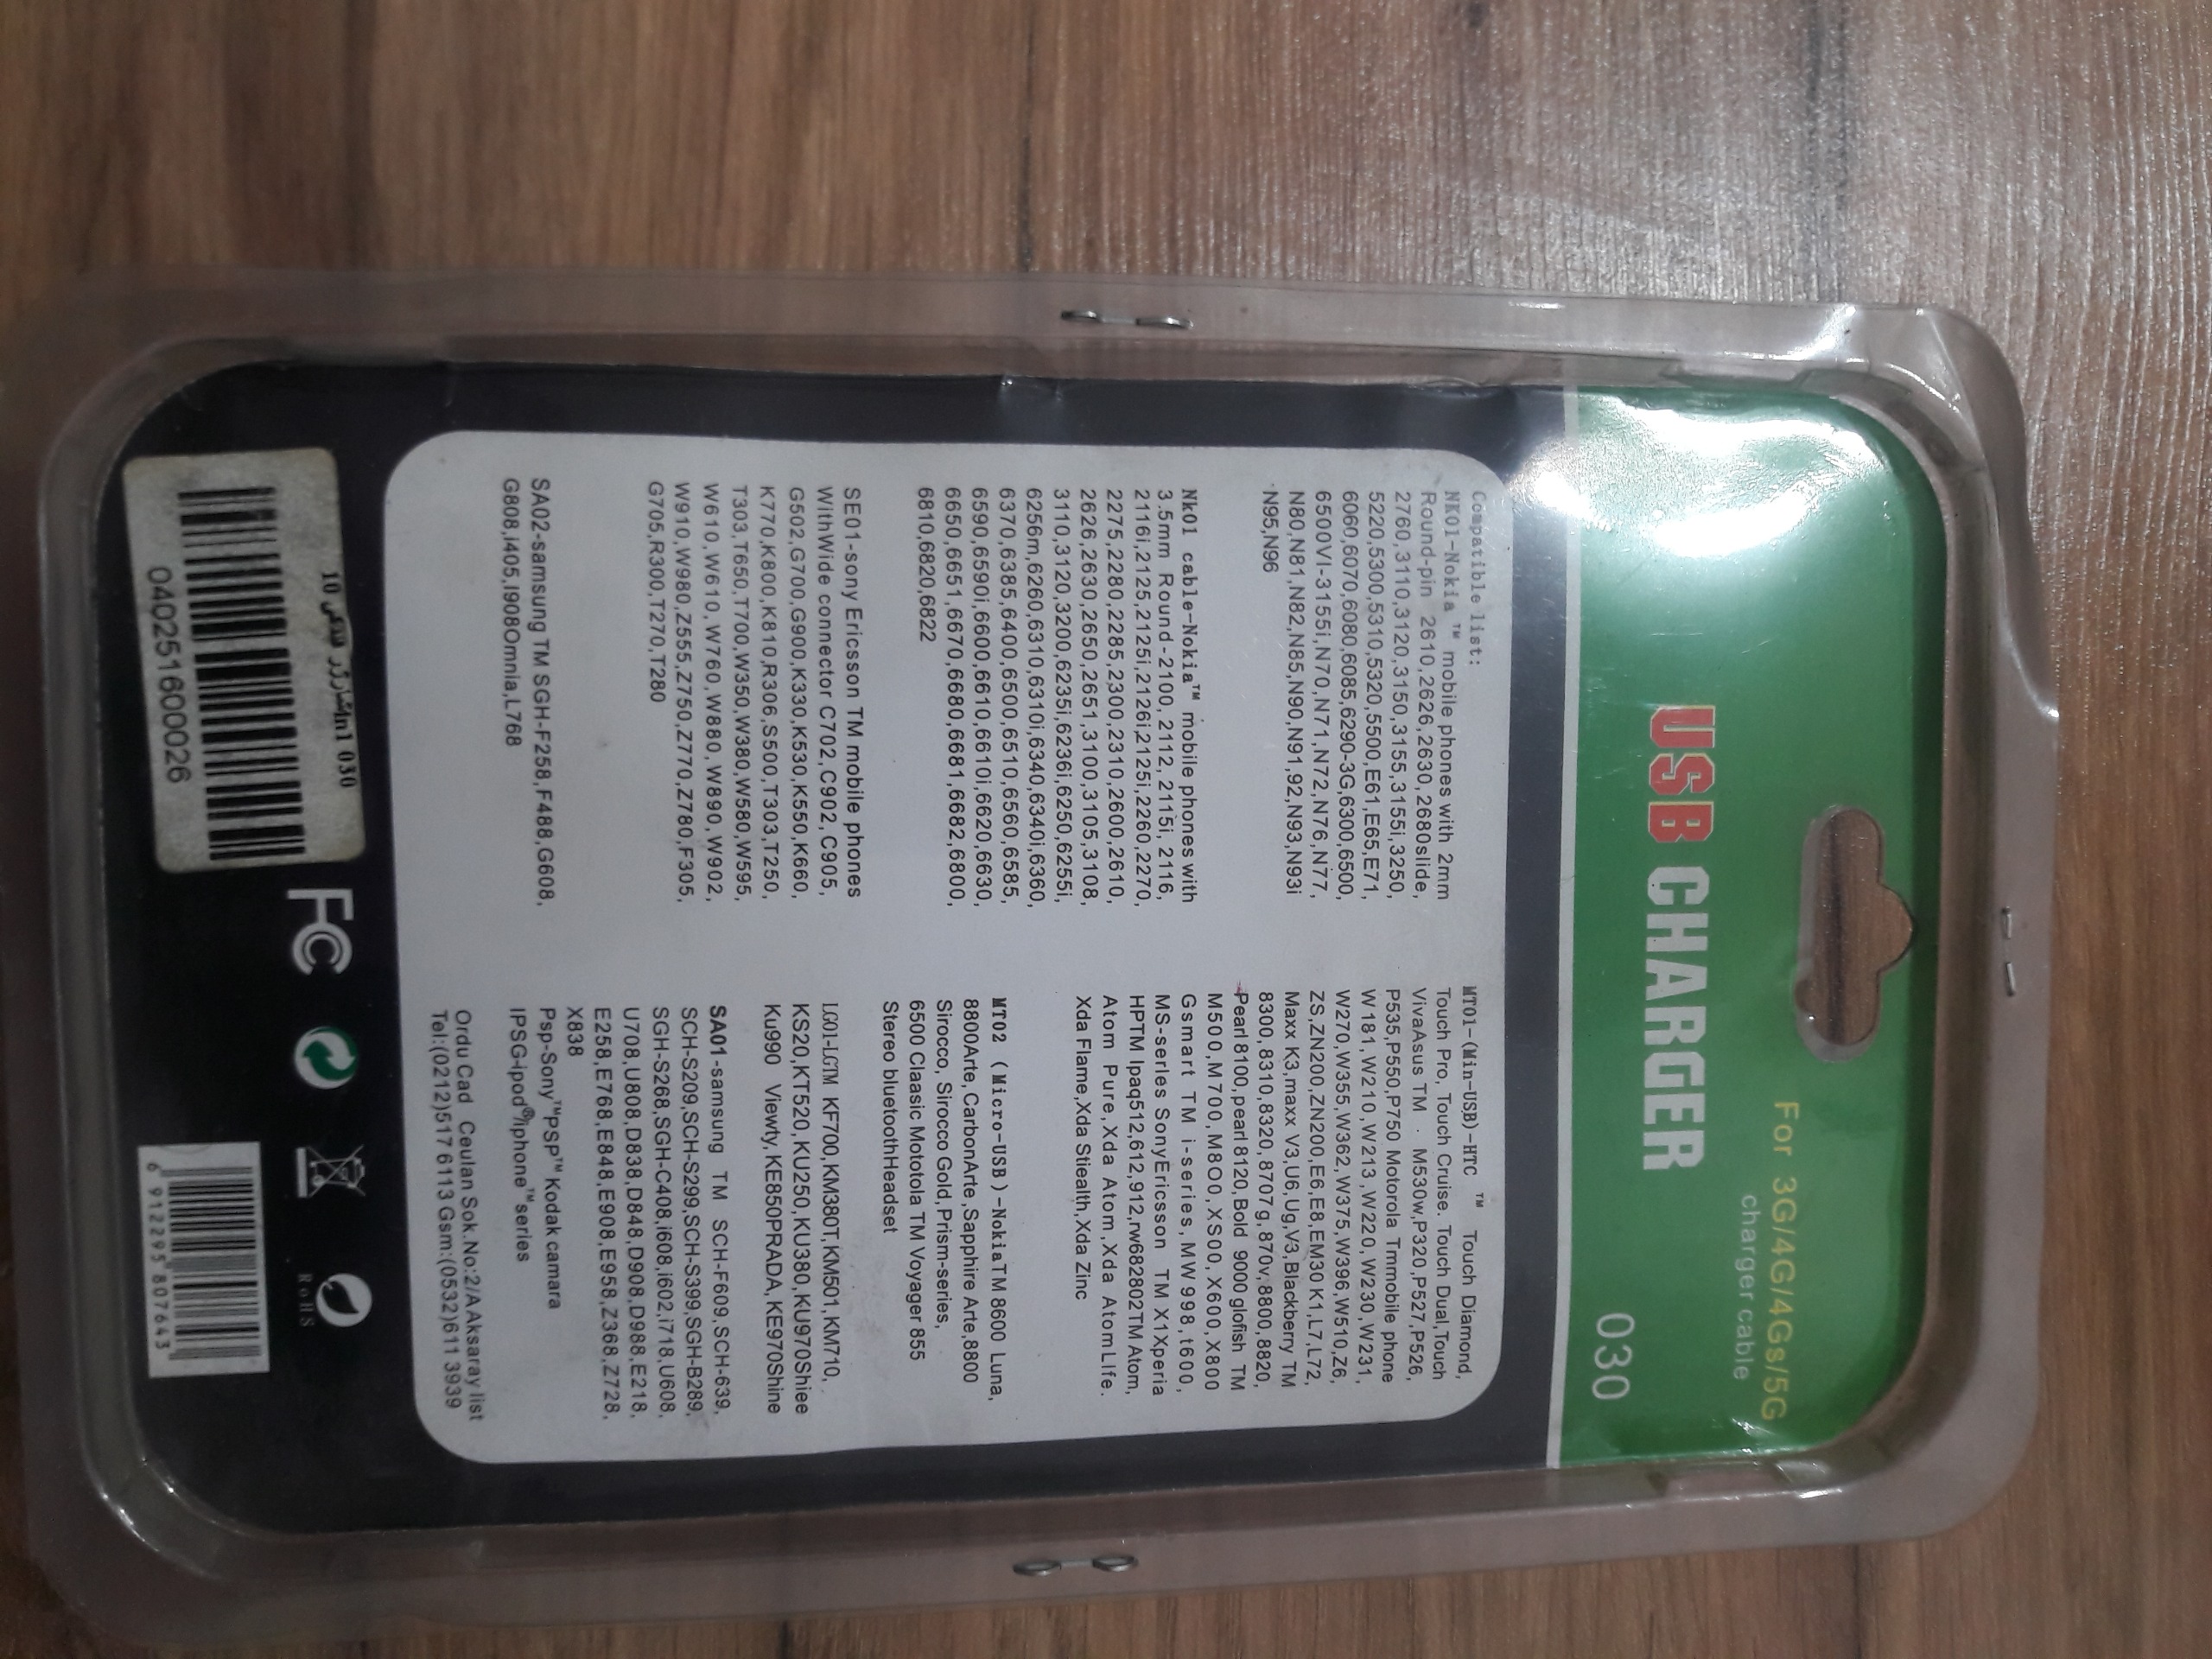 For 3G/4G/4Gs/5G
charger cable
USB CHARGER
030
Compatible list:
NK01-Nokia™ mobile phones with 2mm
Round-pin 2610,2626,2630,2680slide,
2760,3110,3120,3150,3155,3155i,3250,
5220,5300,5310,5320,5500,E61,E65,E71,
6060,6070,6080,6085,6290-3G,6300,6500,
6500VI-3155i,N70,N71,N72,N76,N77,
N80,N81,N82,N85,N90,N91,92,N93,N93i
N95,N96
Nk01 cable-Nokia™ mobile phones with
3.5mm Round-2100, 2112, 2115i, 2116,
2116i,2125,2125i,2126i,2125i,2260,2270,
2275,2280,2285,2300,2310,2600,2610,
2626,2630,2650,2651,3100,3105,3108,
3110,3120,3200,6235i,6236i,6250,6255i,
6256m,6260,6310,6310i,6340,6340i,6360,
6370,6385,6400,6500,6510,6560,6585,
6590,6590i,6600,6610,6610i,6620,6630,
6650,6651,6670,6680,6681,6682,6800,
6810,6820,6822
SE01-sony Ericsson TM mobile phones
WithWide connector C702, C902, C905,
G502,G700,G900,K330,K530,K550,K660,
K770,K800,K810,R306,S500,T303,T250,
T303,T650,T700,W350,W380,W580,W595,
W610,W610,W760,W880,W890,W902,
W910,W980,Z555,Z750,Z770,Z780,F305,
G705,R300,T270,T280
SA02-samsung TM SGH-F258,F488,G608,
G808,i405,I908Omnia,L768
MT01-(Min-USB)-HTC ™ Touch Diamond,
Touch Pro, Touch Cruise. Touch Dual,Touch
VivaAsus TM . M530w,P320,P527,P526,
P535,P550,P750 Motorola Tmmobile phone
W181,W210,W213,W220,W230,W231,
W270,W355,W362,W375,W396,W510,Z6,
ZS,ZN200,ZN200,E6,E8,EM30 K1,L7,L72,
Maxx K3,maxx V3,U6,Ug,V3,Blackberry TM
8300,8310,8320,8707g,870v,8800,8820,
Pearl 8100,pearl 8120,Bold 9000 glofish TM
M500,M700,M8O0,XS00,X600,X800
Gsmart TM i-series,MW998,t600,
MS-series SonyEricsson TM X1Xperia
HPTM Ipaq512,612,912,rw682802TM Atom,
Atom Pure, Xda Atom,Xda AtomLife.
Xda Flame,Xda Stiealth,Xda Zinc
MT02 (Micro-USB)-NokiaTM 8600 Luna,
8800Arte, CarbonArte,Sapphire Arte,8800
Sirocco, Sirocco Gold, Prism-series,
6500 Claasic Mototola TM Voyager 855
Stereo bluetoothHeadset
LG01-LGTM KF700,KM380T,KM501,KM710,
KS20,KT520,KU250,KU380,KU970Shiee
Ku990 Viewty,KE850PRADA,KE970Shine
SA01-samsung TM SCH-F609,SCH-639,
SCH-S209,SCH-S299,SCH-S399,SGH-B289,
SGH-S268,SGH-C408,i608,I602,i718,U608,
U708,U808,D838,D848,D908,D988,E218,
E258,E768,E848,E908,E958,Z368,Z728,
X838
Psp-Sony™PSP™ Kodak camara
IPSG-ipod®/iphone™series
Ordu Cad Ceulan Sok.No:2/A Aksaray list
Tel:(0212)517 6113 Gsm:(0532)611 3939
شارژر فندکی 10in1 030
04025160002​6
FC
RoHS
6 912295 807643